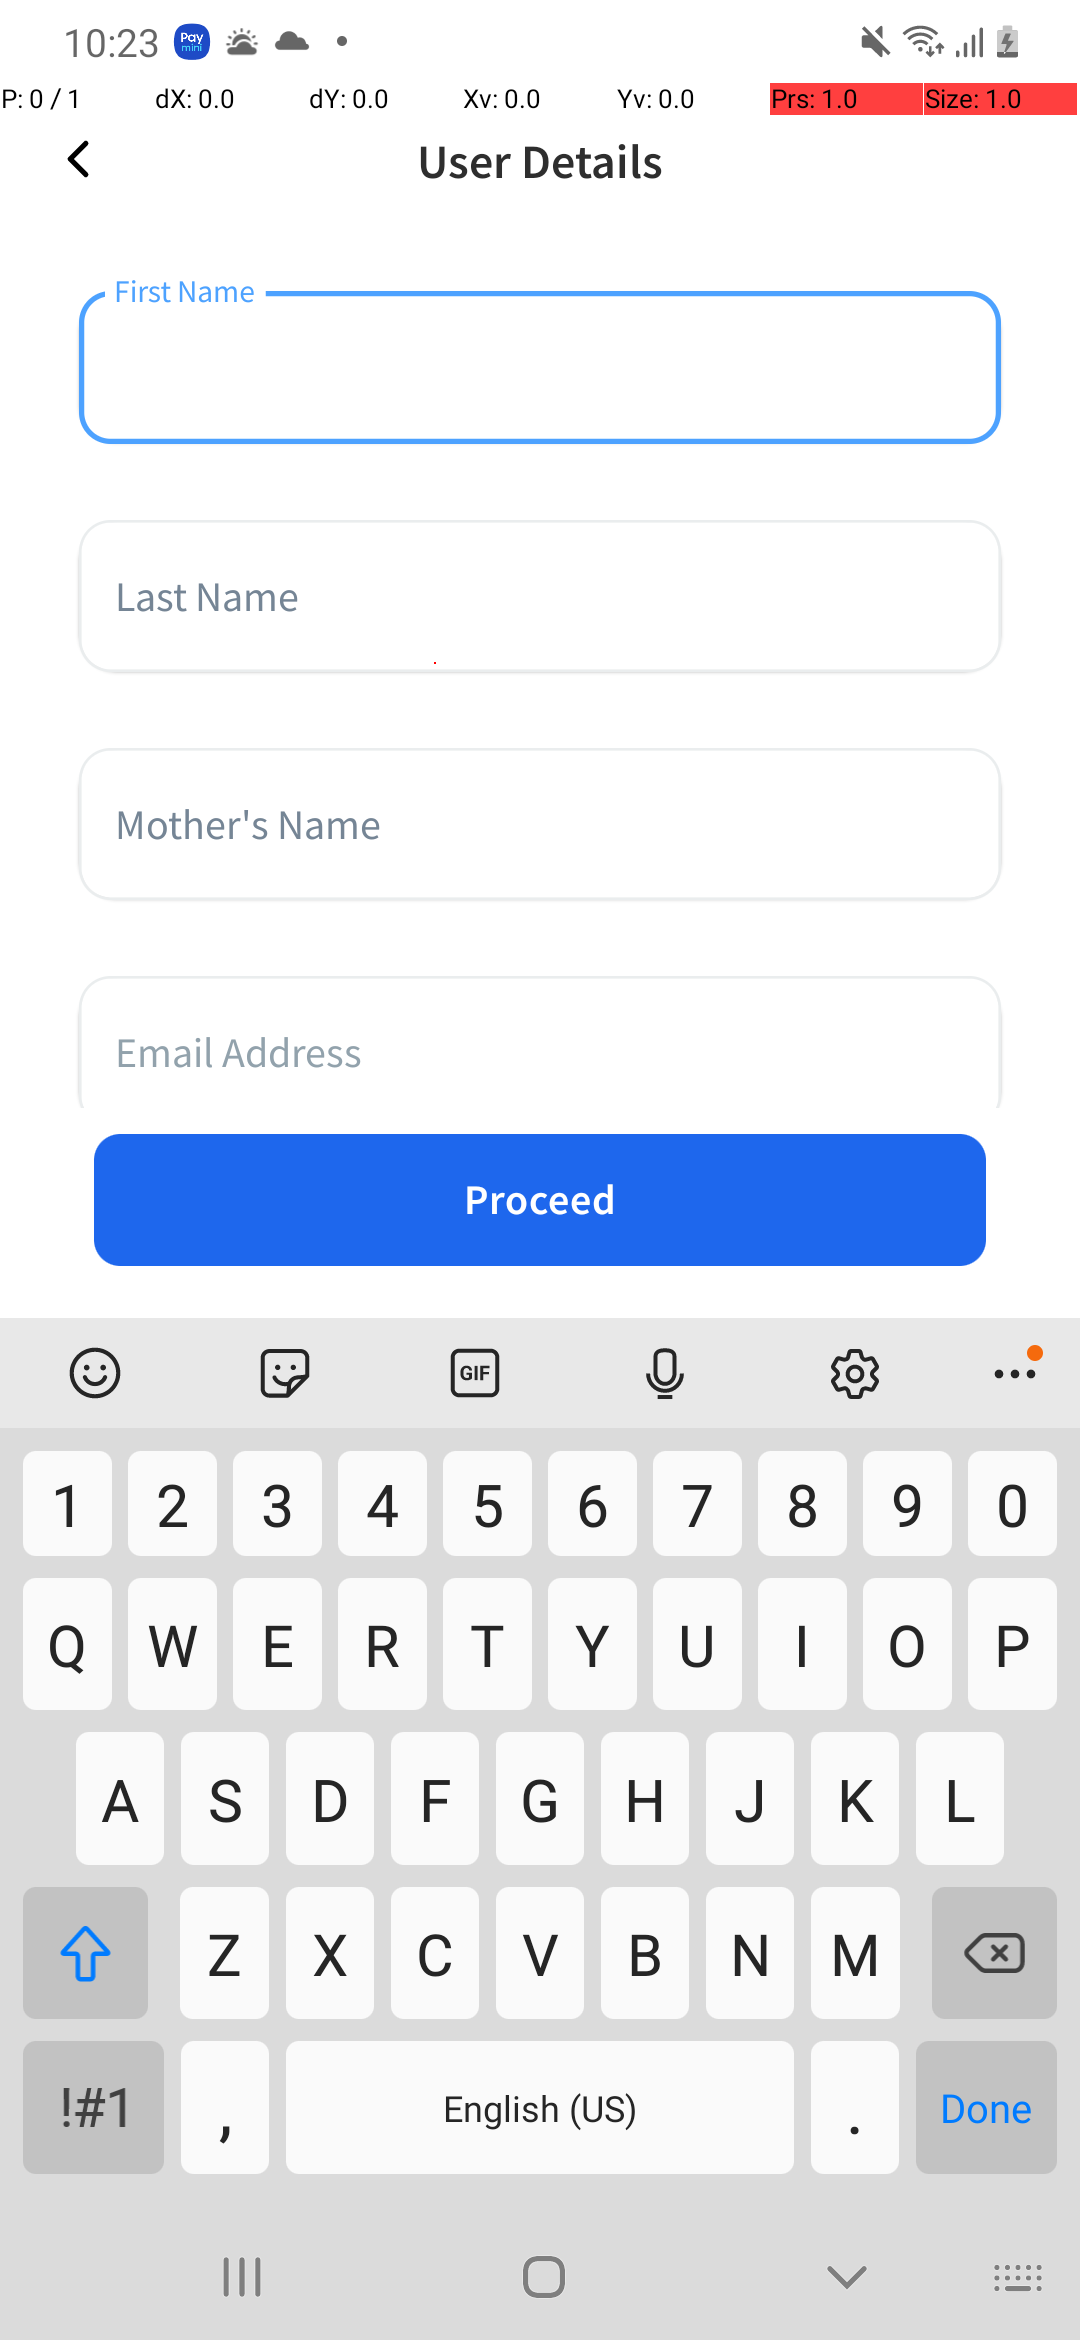 10:23 Pay mini
P: 0 / 1 dX: 0.0 dY: 0.0 Xv: 0.0 Yv: 0.0 Prs: 1.0 Size: 1.0
User Details
First Name
Last Name
Mother's Name
Email Address
Proceed
GIF
1 2 3 4 5 6 7 8 9 0
Q W E R T Y U I O P
A S D F G H J K L
Z X C V B N M
!#1 , English (US) . Done